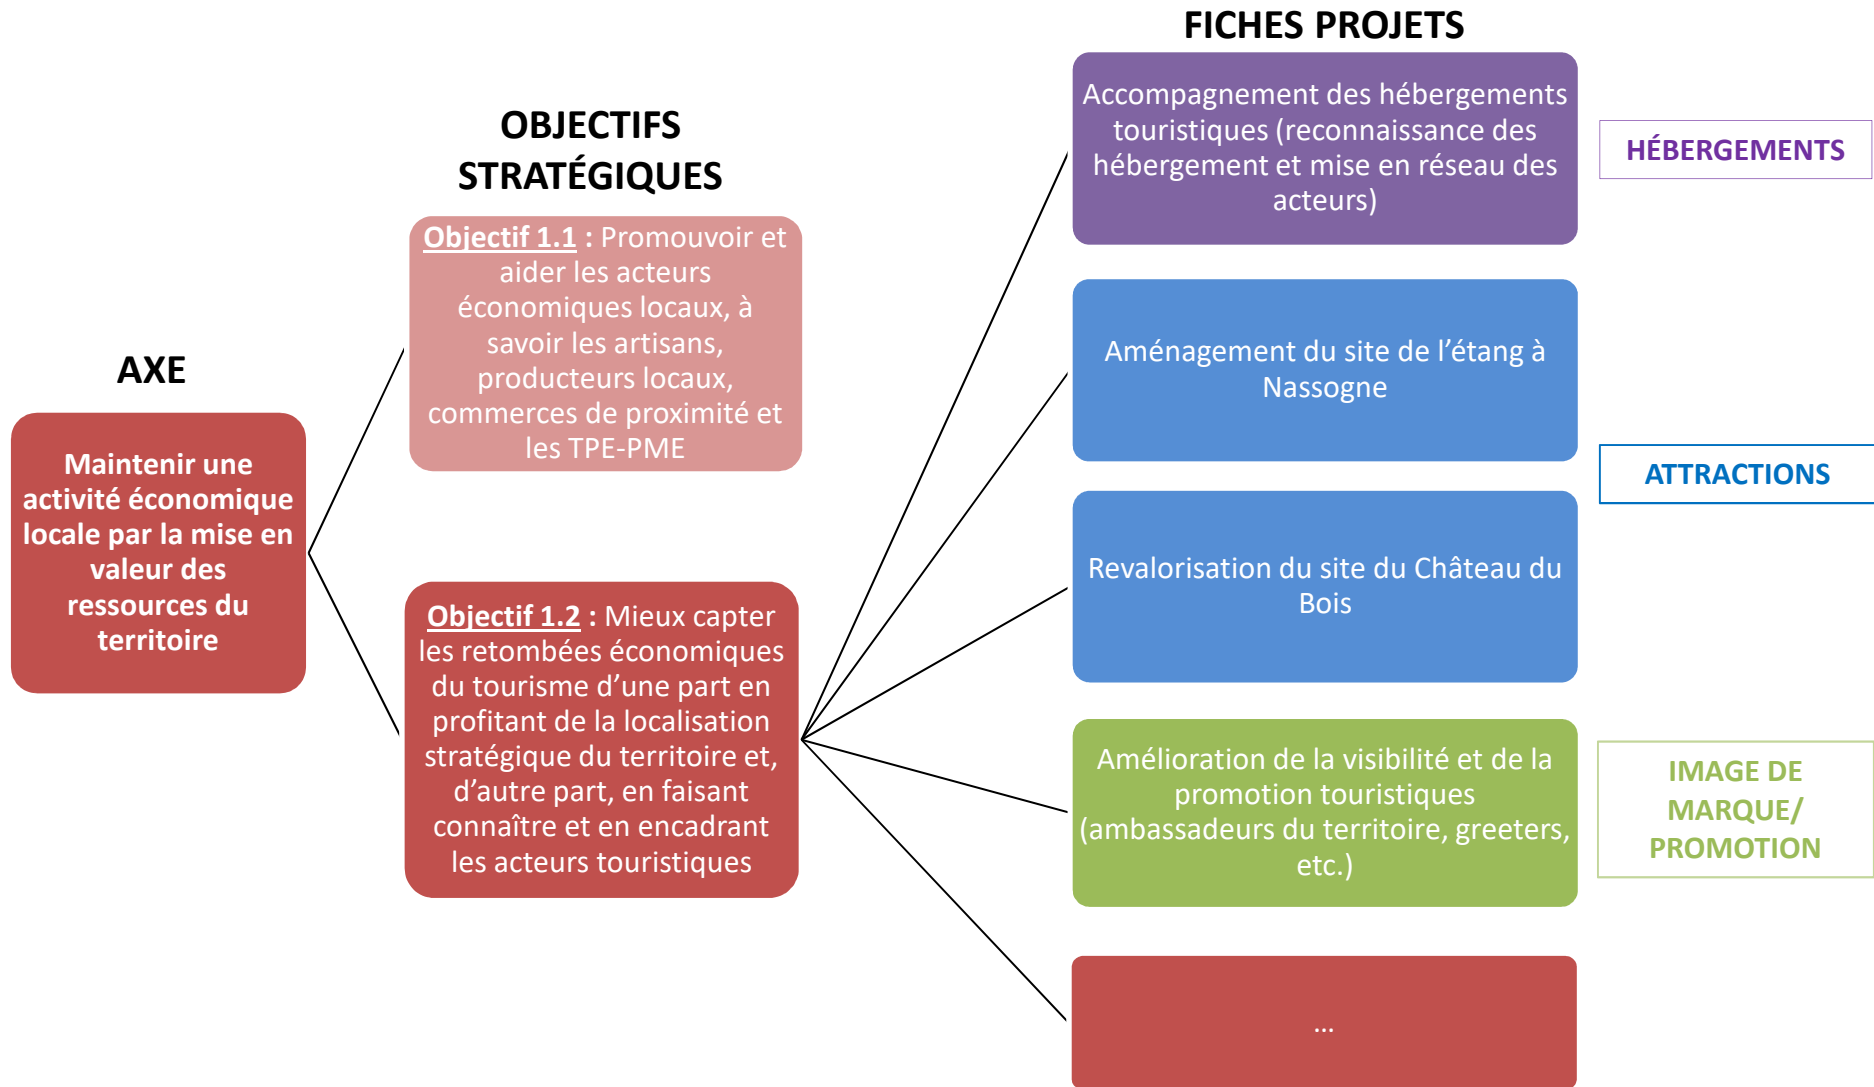 AXE
Maintenir une
activité économique
locale par la mise en
valeur des
ressources du
territoire
OBJECTIFS
STRATÉGIQUES
Objectif 1.1 : Promouvoir et
aider les acteurs
économiques locaux, à
savoir les artisans,
producteurs locaux,
commerces de proximité et
les TPE-PME
Objectif 1.2 : Mieux capter
les retombées économiques
du tourisme d’une part en
profitant de la localisation
stratégique du territoire et,
d’autre part, en faisant
connaître et en encadrant
les acteurs touristiques
FICHES PROJETS
Accompagnement des hébergements
touristiques (reconnaissance des
hébergement et mise en réseau des
acteurs)
HÉBERGEMENTS
Aménagement du site de l’étang à
Nassogne
ATTRACTIONS
Revalorisation du site du Château du
Bois
Amélioration de la visibilité et de la
promotion touristiques
(ambassadeurs du territoire, greeters,
etc.)
IMAGE DE
MARQUE/
PROMOTION
...